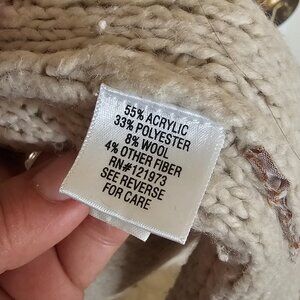 55% ACRYLIC
33% POLYESTER
8% WOOL
4% OTHER FIBER
RN#121973
SEE REVERSE
FOR CARE